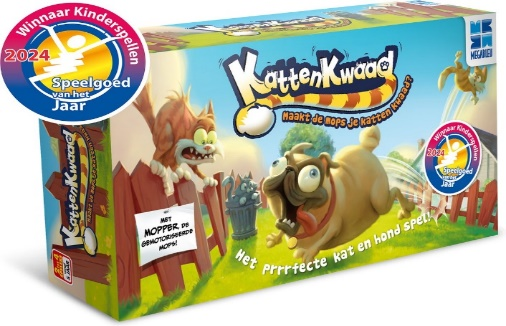 Winnaar Kinderspellen
2024
Speelgoed
van het
Jaar
KattenKwaad
Maakt de mops je katten kwaad?
MEGABLEU
Winnaar Kinderspellen
2024
Speelgoed
van het
Jaar
MET
MOPPER, DE
GEMOTORISEERDE
MOPS!
Het prrrfecte kat en hond spel!
KattenKwaad